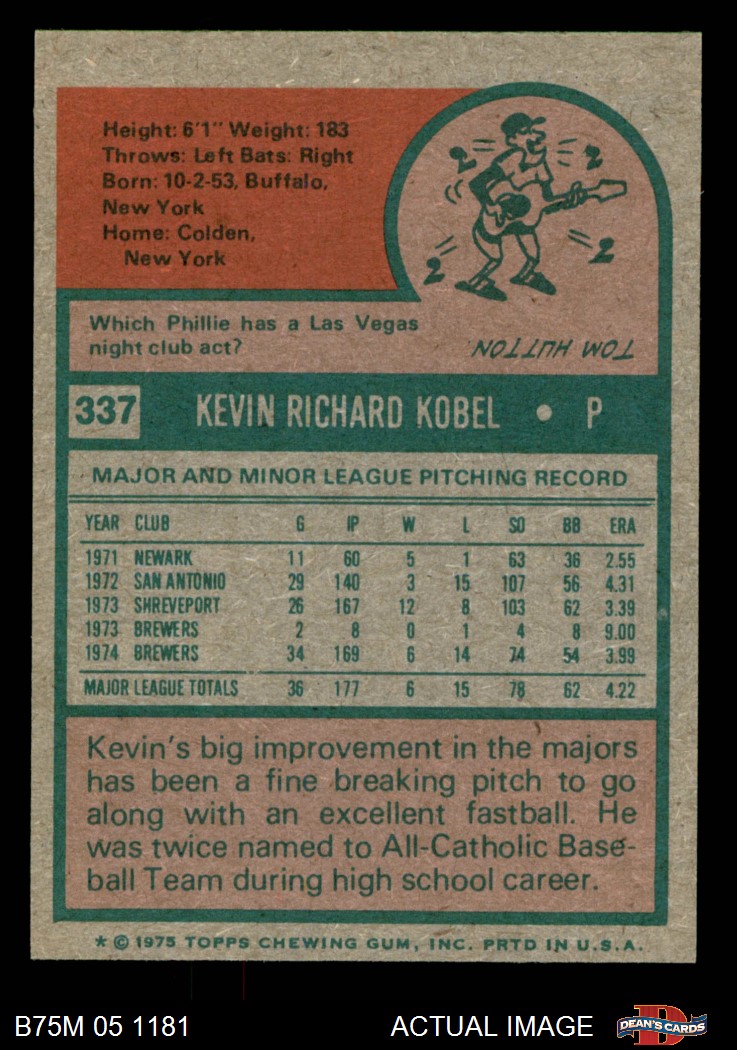 Height: 6'1" Weight: 183
Throws: Left Bats: Right
Born: 10-2-53, Buffalo,
New York
Home: Colden,
New York
2
2
2
2
Which Phillie has a Las Vegas
night club act?
TOM HUTTON
337 KEVIN RICHARD KOBEL • P
MAJOR AND MINOR LEAGUE PITCHING RECORD
YEAR CLUB G IP W L SO BB ERA
1971 NEWARK 11 60 5 1 63 36 2.55
1972 SAN ANTONIO 29 140 3 15 107 56 4.31
1973 SHREVEPORT 26 167 12 8 103 62 3.39
1973 BREWERS 2 8 0 1 4 8 9.00
1974 BREWERS 34 169 6 14 74 54 3.99
MAJOR LEAGUE TOTALS 36 177 6 15 78 62 4.22
Kevin's big improvement in the majors
has been a fine breaking pitch to go
along with an excellent fastball. He
was twice named to All-Catholic Base-
ball Team during high school career.
* © 1975 TOPPS CHEWING GUM, INC. PRTD IN U.S.A.
B75M 05 1181 ACTUAL IMAGE D DEAN'S CARDS